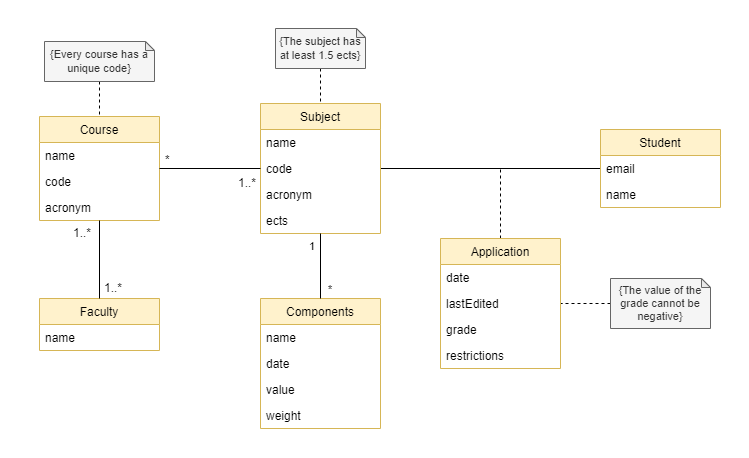 {Every course has a
unique code}
{The subject has
at least 1.5 ects}
Course
name
code
acronym
*
1..*
Subject
name
code
acronym
ects
Student
email
name
1..*
1..*
Faculty
name
1
*
Components
name
date
value
weight
Application
date
lastEdited
grade
restrictions
{The value of the
grade cannot be
negative}